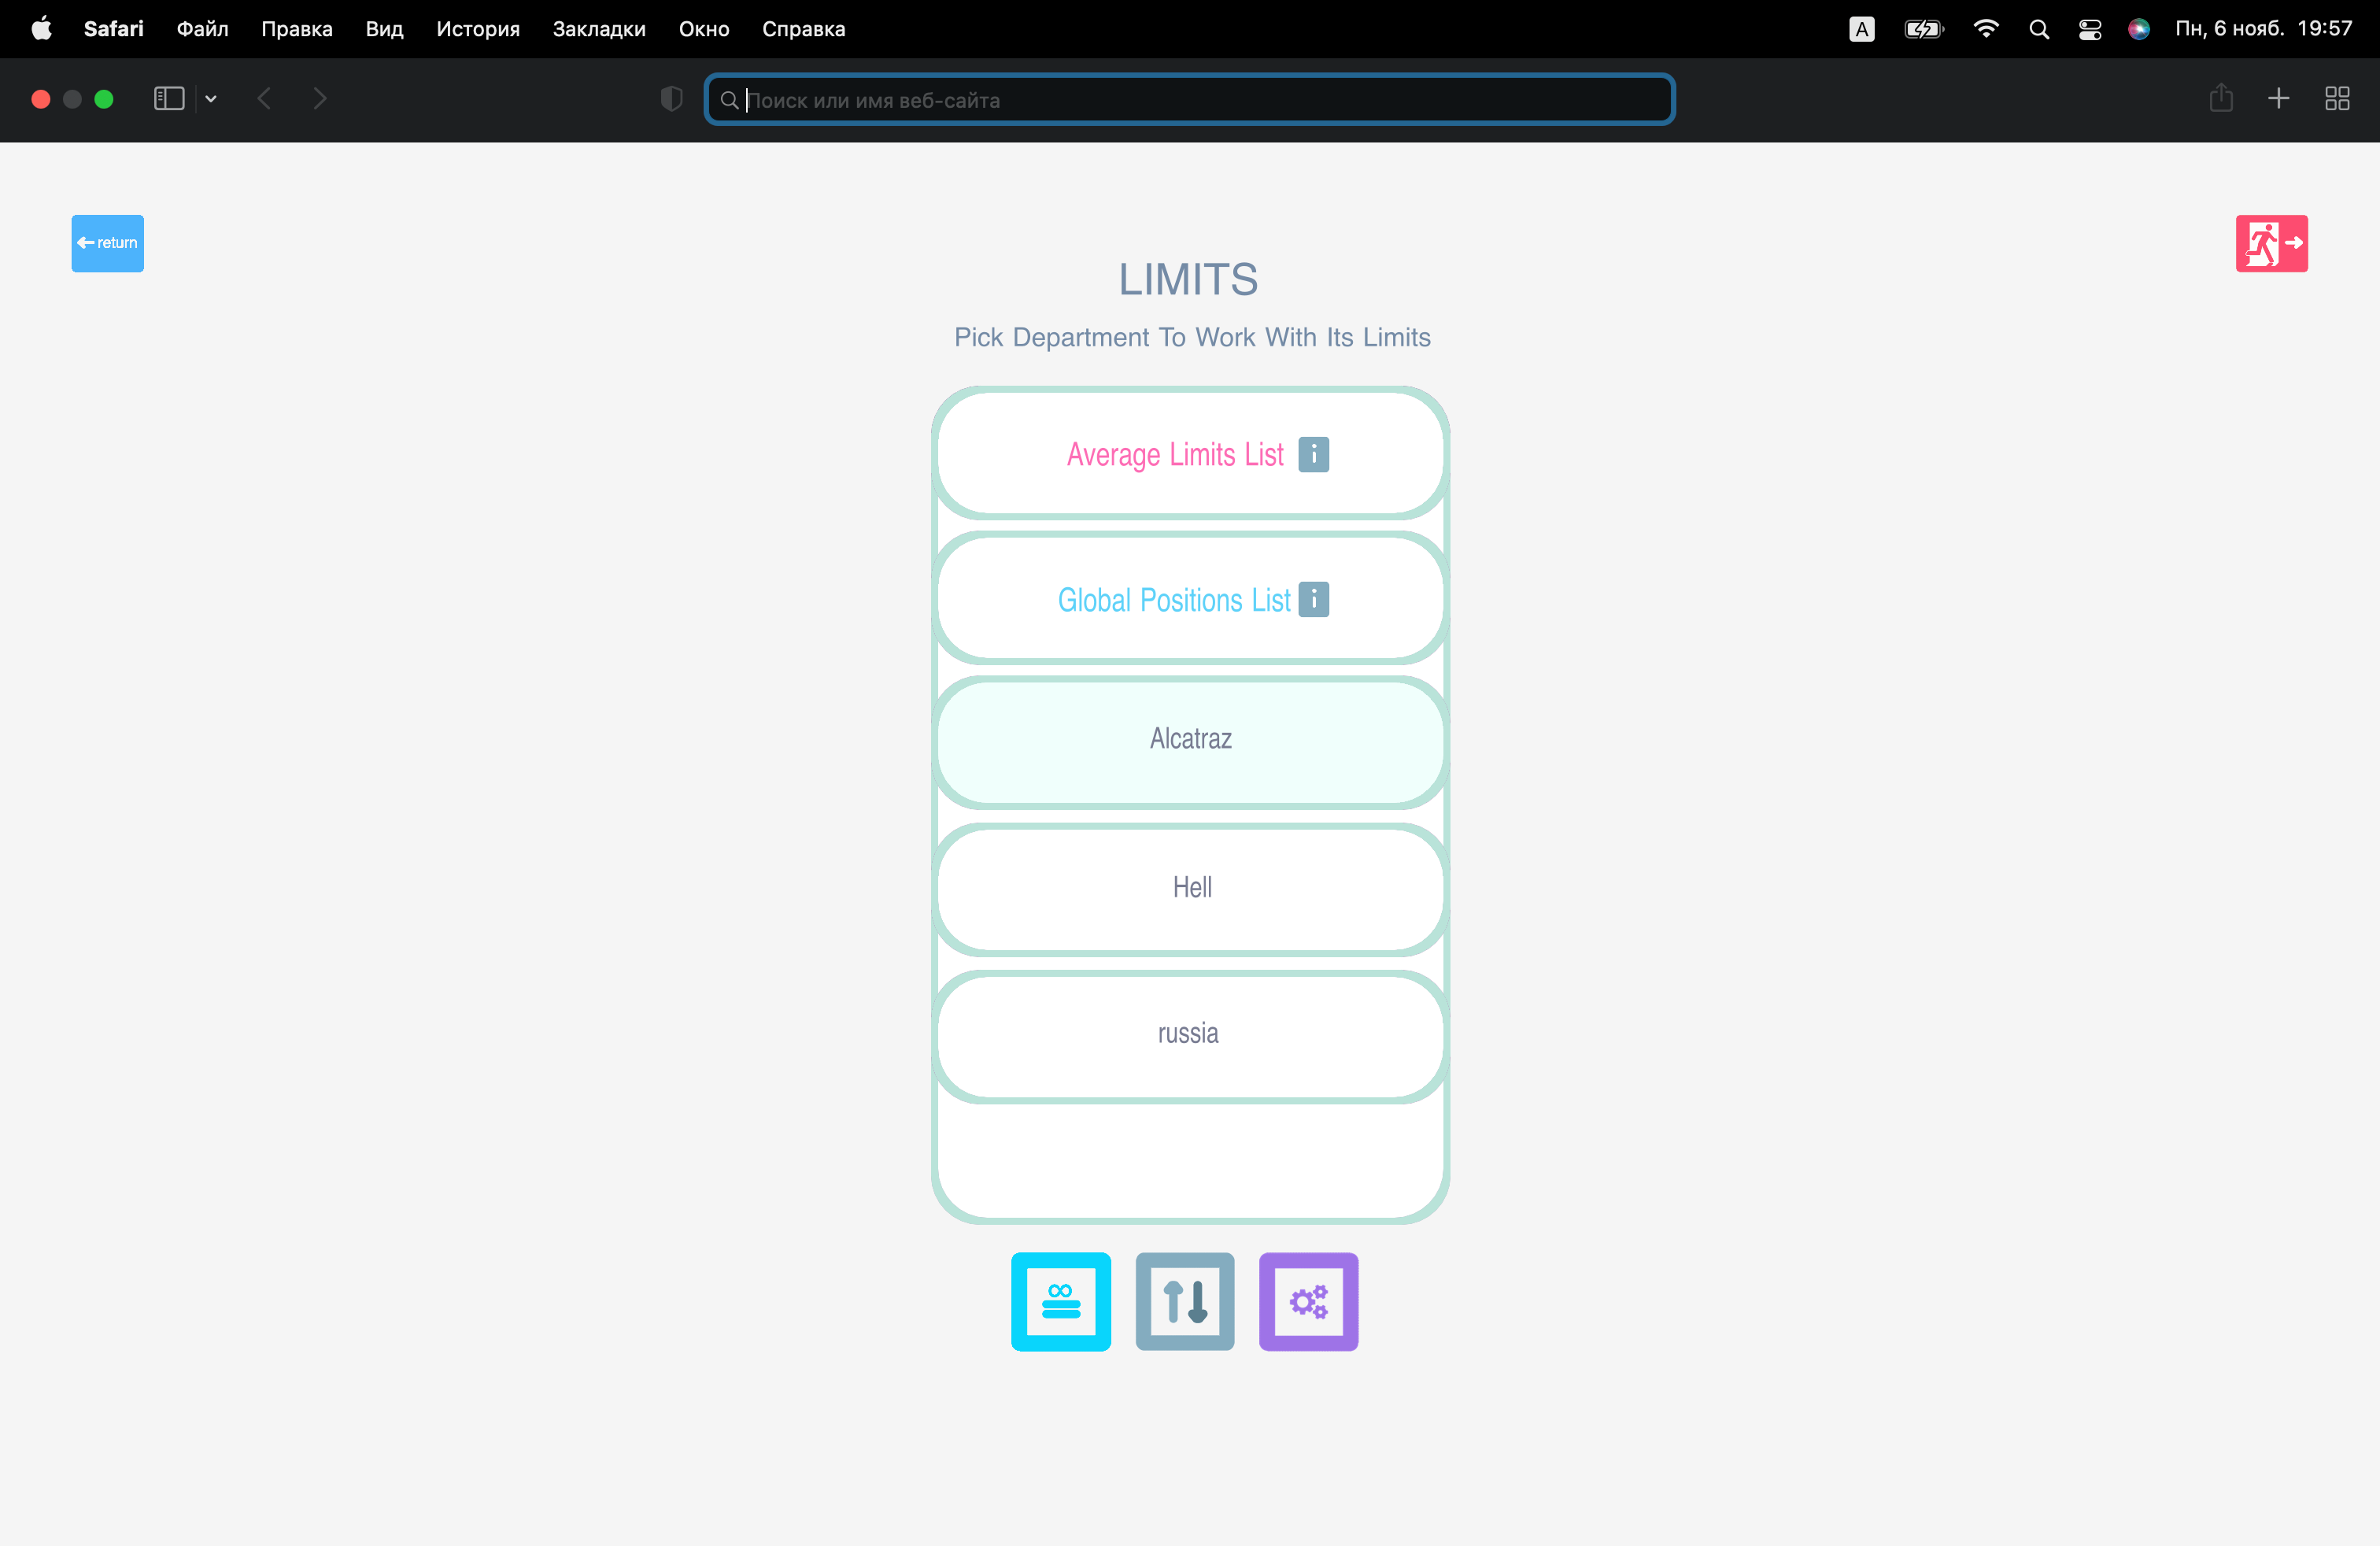 Safari Файл Правка Вид История Закладки Окно Справка A Пн, 6 нояб. 19:57
Поиск или имя веб-сайта
return
LIMITS
Pick Department To Work With Its Limits
Average Limits List i
Global Positions List i
Alcatraz
Hell
russia